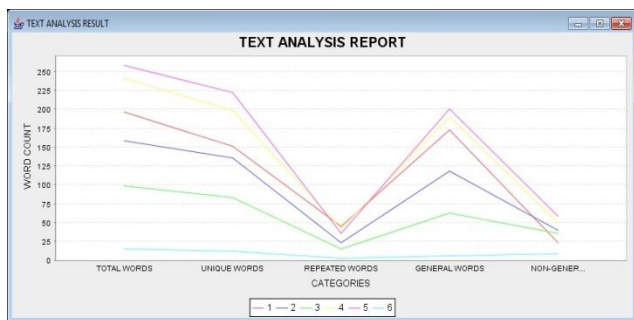 TEXT ANALYSIS RESULT
TEXT ANALYSIS REPORT
WORD COUNT
250
225
200
175
150
125
100
75
50
25
0
TOTAL WORDS UNIQUE WORDS REPEATED WORDS GENERAL WORDS NON-GENER...
CATEGORIES
1 2 3 4 5 6